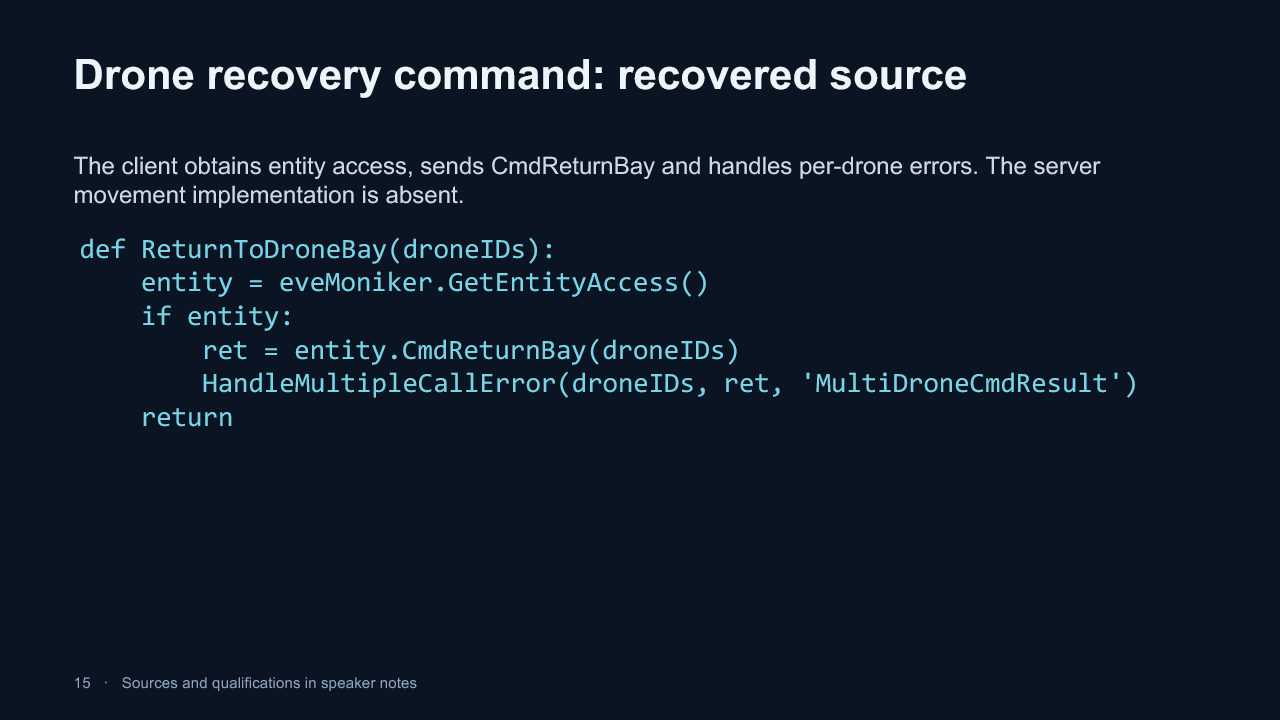 Drone recovery command: recovered source
The client obtains entity access, sends CmdReturnBay and handles per-drone errors. The server
movement implementation is absent.
def ReturnToDroneBay(droneIDs):
    entity = eveMoniker.GetEntityAccess()
    if entity:
        ret = entity.CmdReturnBay(droneIDs)
        HandleMultipleCallError(droneIDs, ret, 'MultiDroneCmdResult')
    return
15 · Sources and qualifications in speaker notes